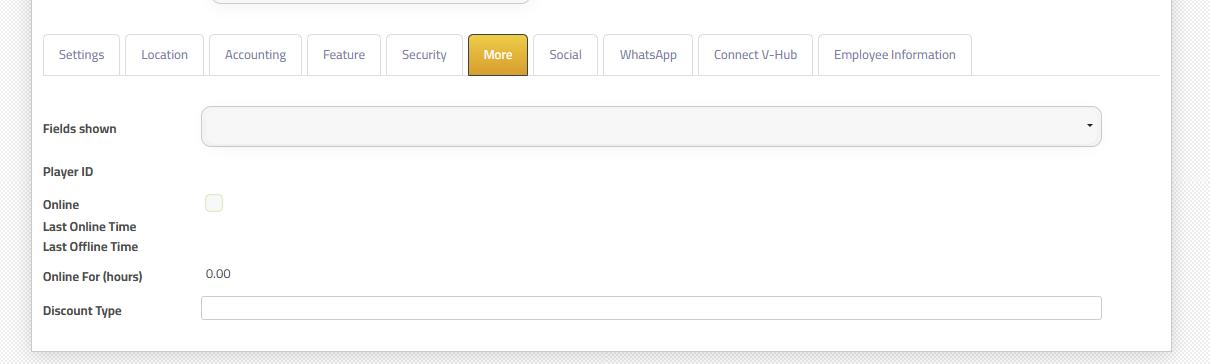 Settings Location Accounting Feature Security More Social WhatsApp Connect V-Hub Employee Information
Fields shown
Player ID
Online
Last Online Time
Last Offline Time
Online For (hours) 0.00
Discount Type